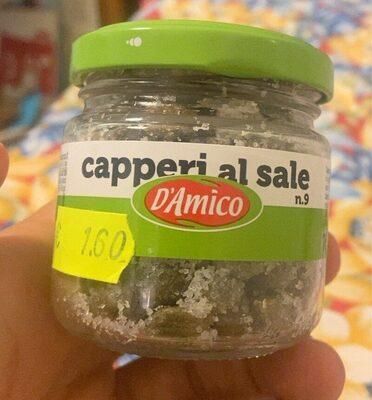 capperi al sale
n.9
D'AMICO
€ 1.60